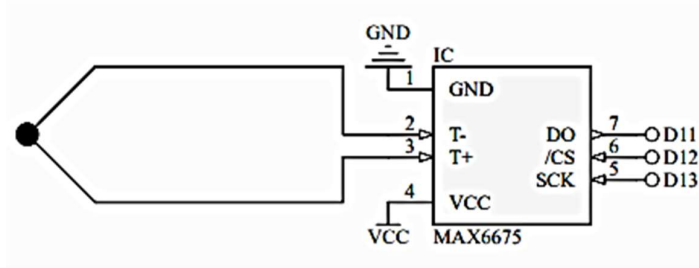 GND
IC
1
GND
2 T- DO 7 D11
3 T+ /CS 6 D12
SCK 5 D13
4 VCC
VCC MAX6675